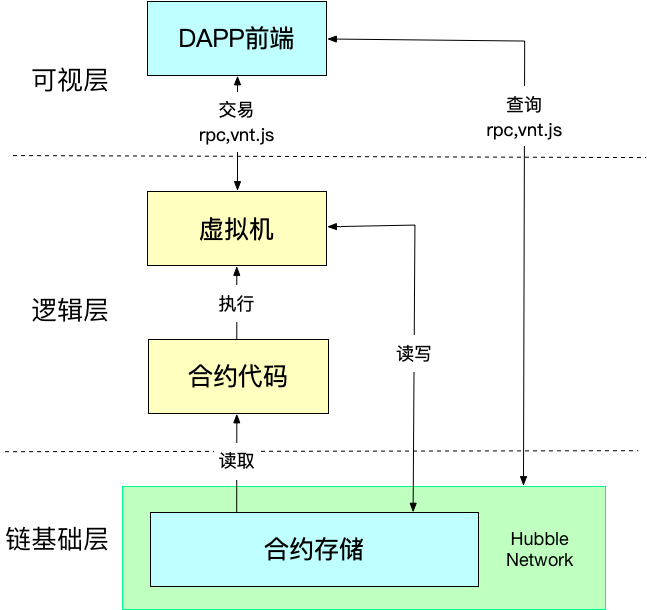 DAPP前端
可视层
交易
rpc,vnt.js
查询
rpc,vnt.js
虚拟机
执行
逻辑层
读写
合约代码
读取
链基础层
合约存储
Hubble
Network